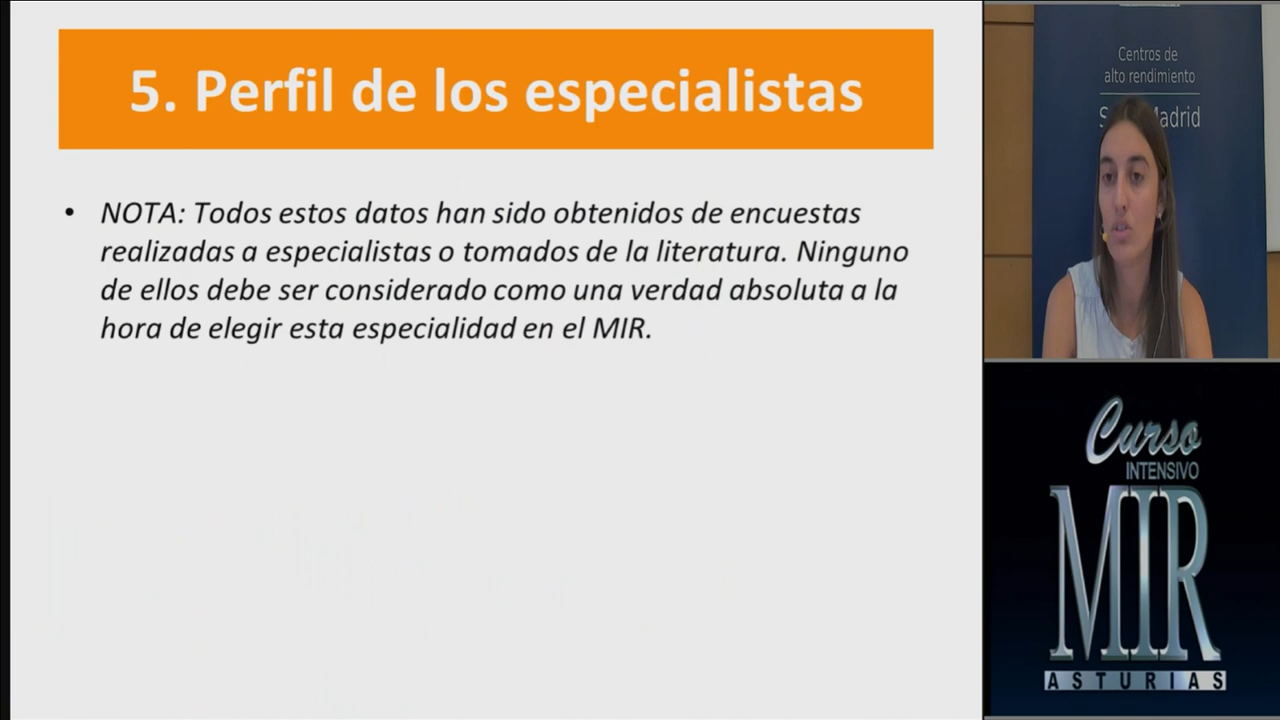 5. Perfil de los especialistas
• NOTA: Todos estos datos han sido obtenidos de encuestas
realizadas a especialistas o tomados de la literatura. Ninguno
de ellos debe ser considerado como una verdad absoluta a la
hora de elegir esta especialidad en el MIR.
Centros de
alto rendimiento
Madrid
Curso
INTENSIVO
MIR
ASTURIAS